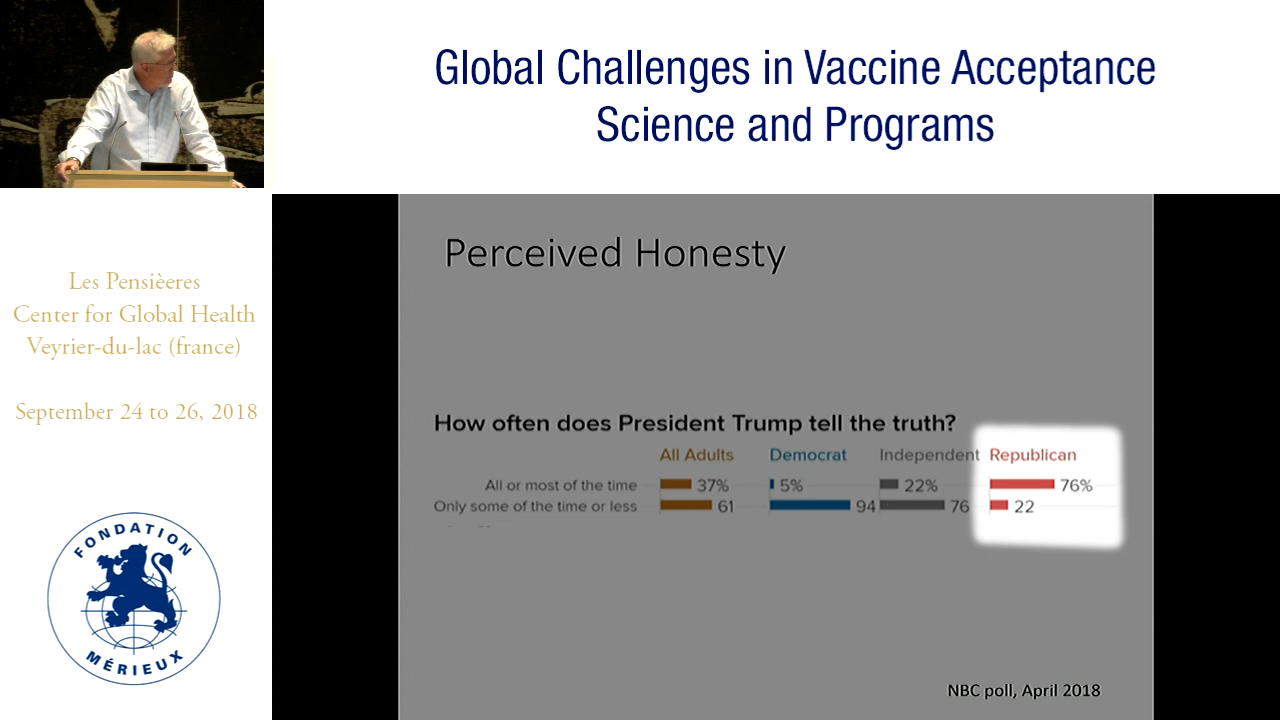 Global Challenges in Vaccine Acceptance
Science and Programs
Les Pensièeres
Center for Global Health
Veyrier-du-lac (france)
September 24 to 26, 2018
FONDATION
MÉRIEUX
Perceived Honesty
How often does President Trump tell the truth?
All Adults Democrat Independent Republican
All or most of the time 37% 5% 22% 76%
Only some of the time or less 61 94 76 22
NBC poll, April 2018